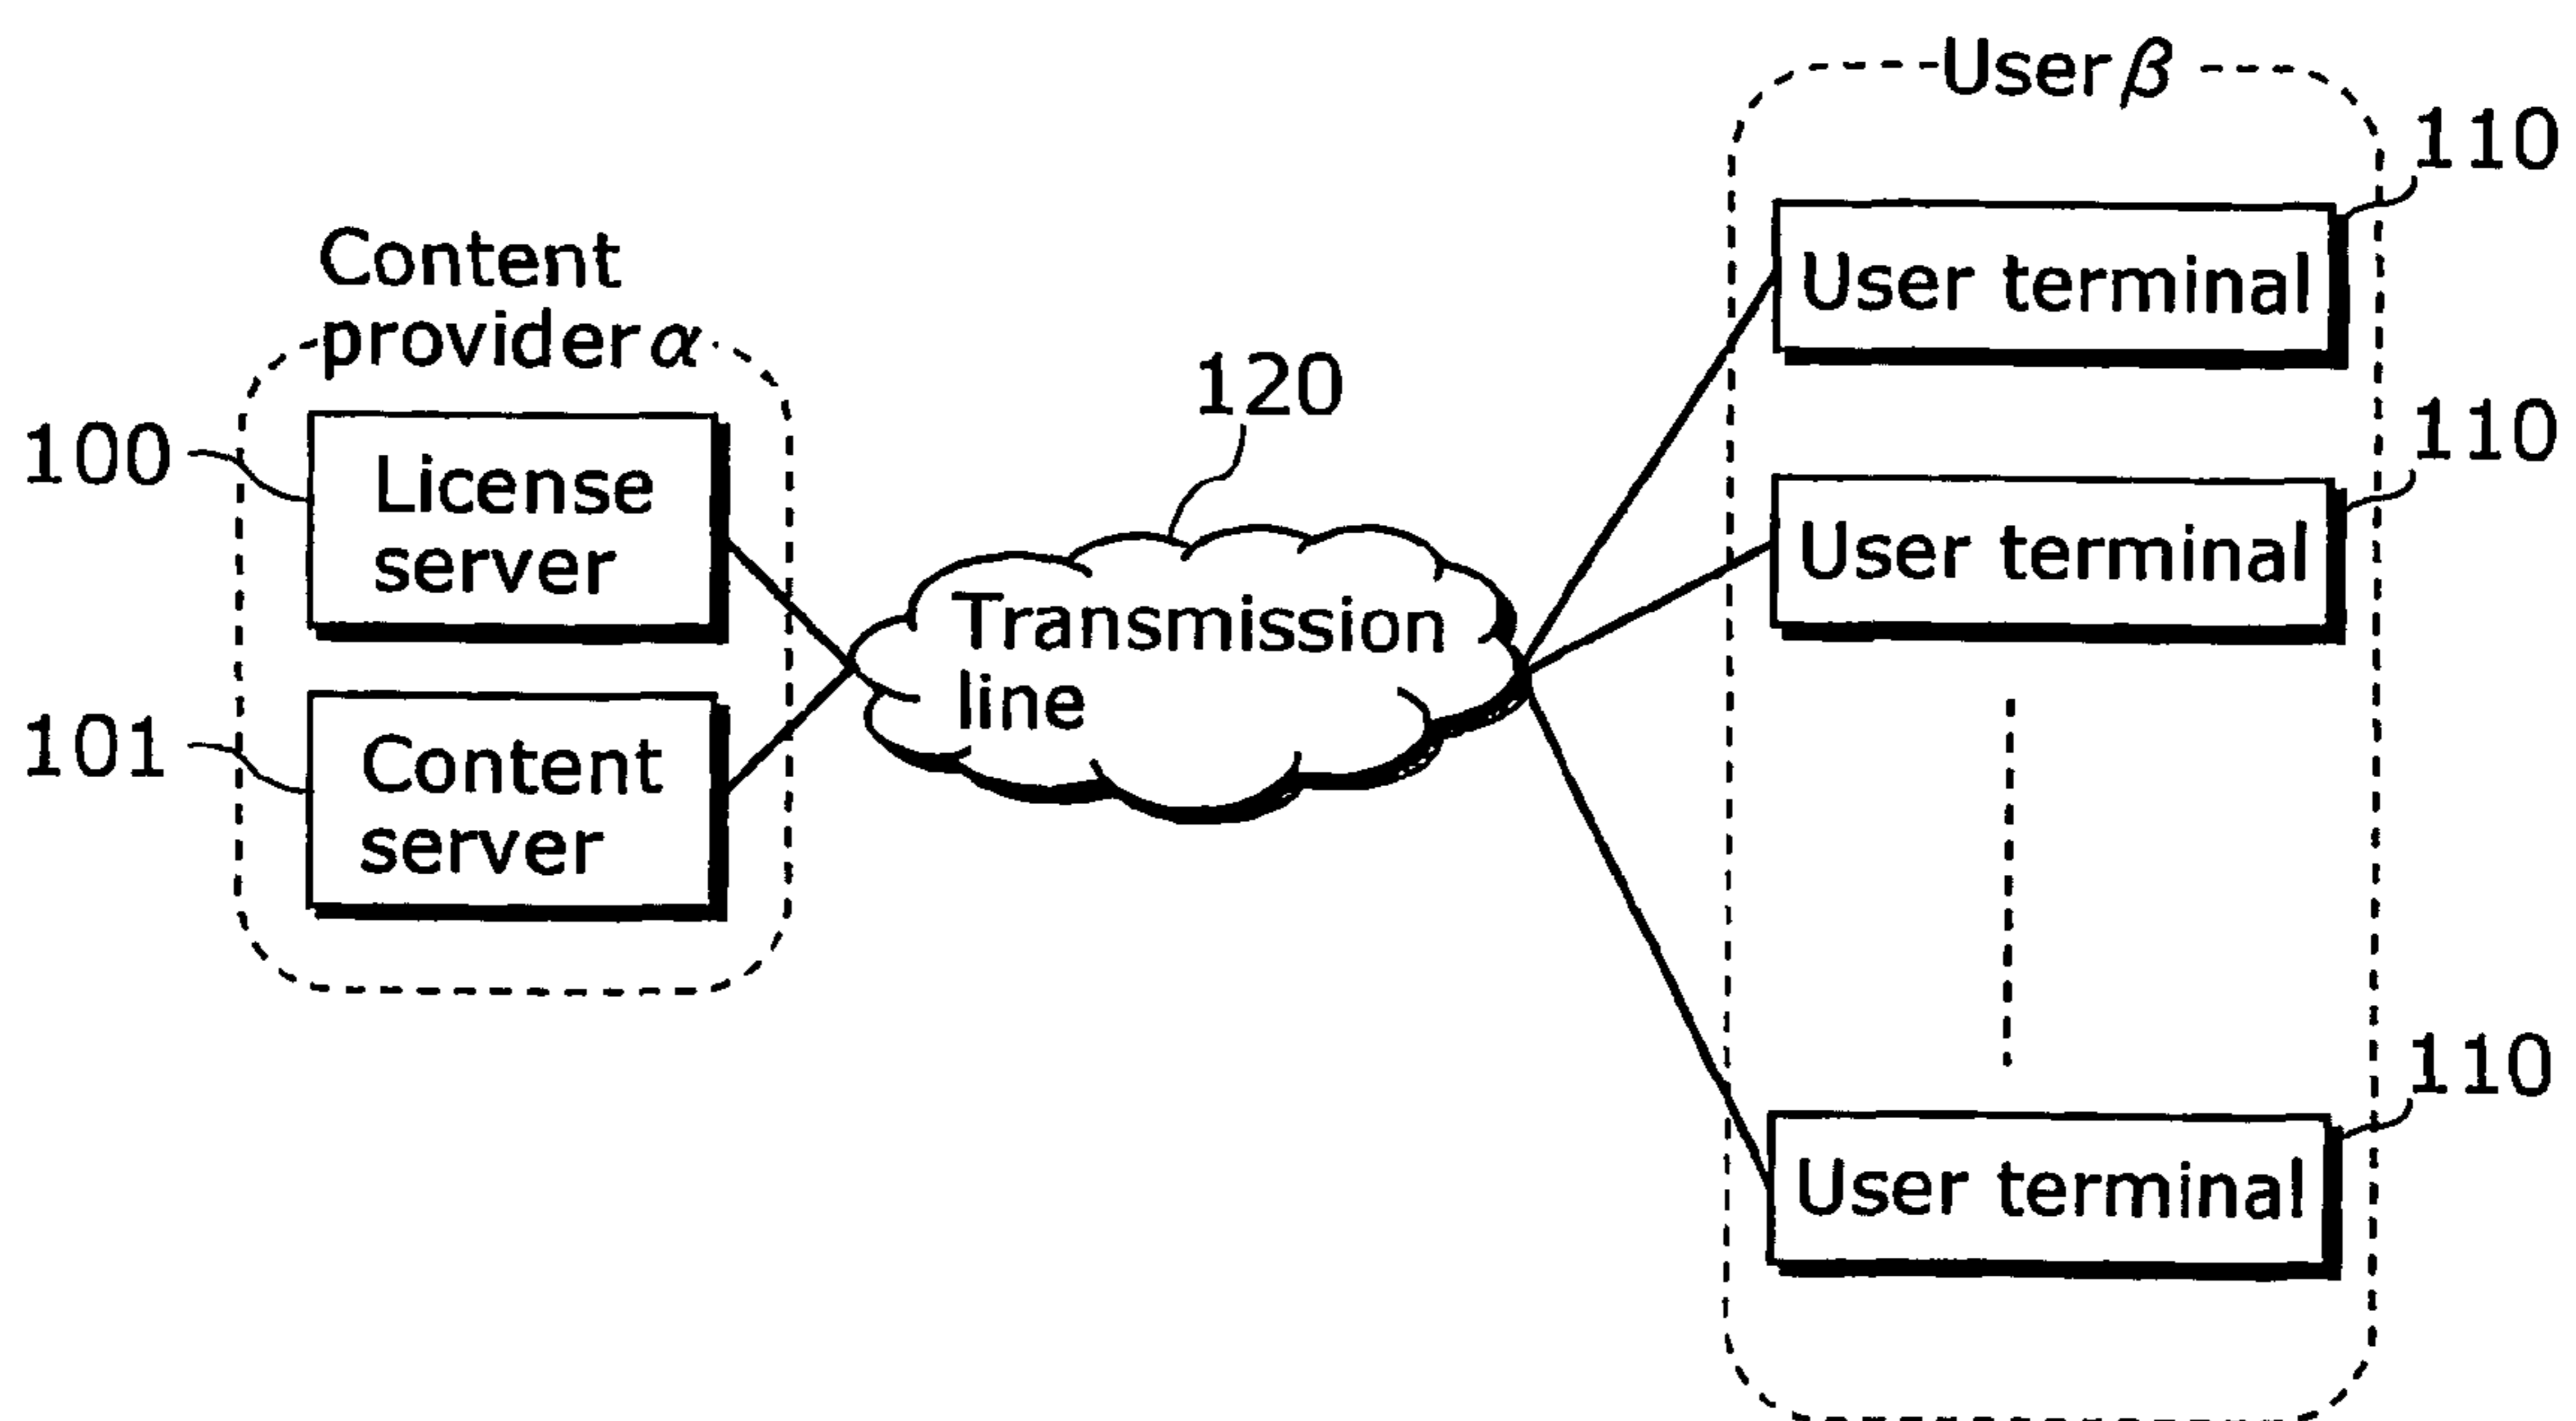 Content
provider α
100
License
server
101
Content
server
120
Transmission
line
User β
110
User terminal
110
User terminal
110
User terminal